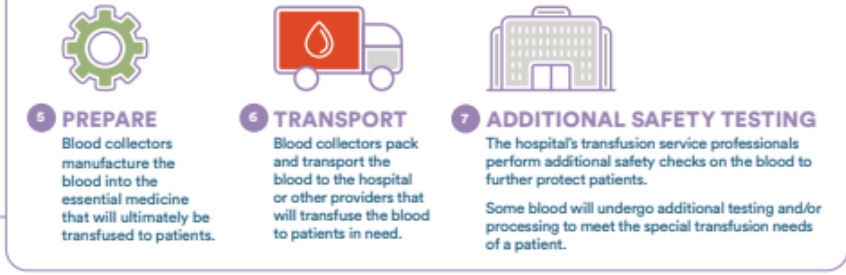 5 PREPARE
Blood collectors
manufacture the
blood into the
essential medicine
that will ultimately be
transfused to patients.
6 TRANSPORT
Blood collectors pack
and transport the
blood to the hospital
or other providers that
will transfuse the blood
to patients in need.
7 ADDITIONAL SAFETY TESTING
The hospital's transfusion service professionals
perform additional safety checks on the blood to
further protect patients.
Some blood will undergo additional testing and/or
processing to meet the special transfusion needs
of a patient.